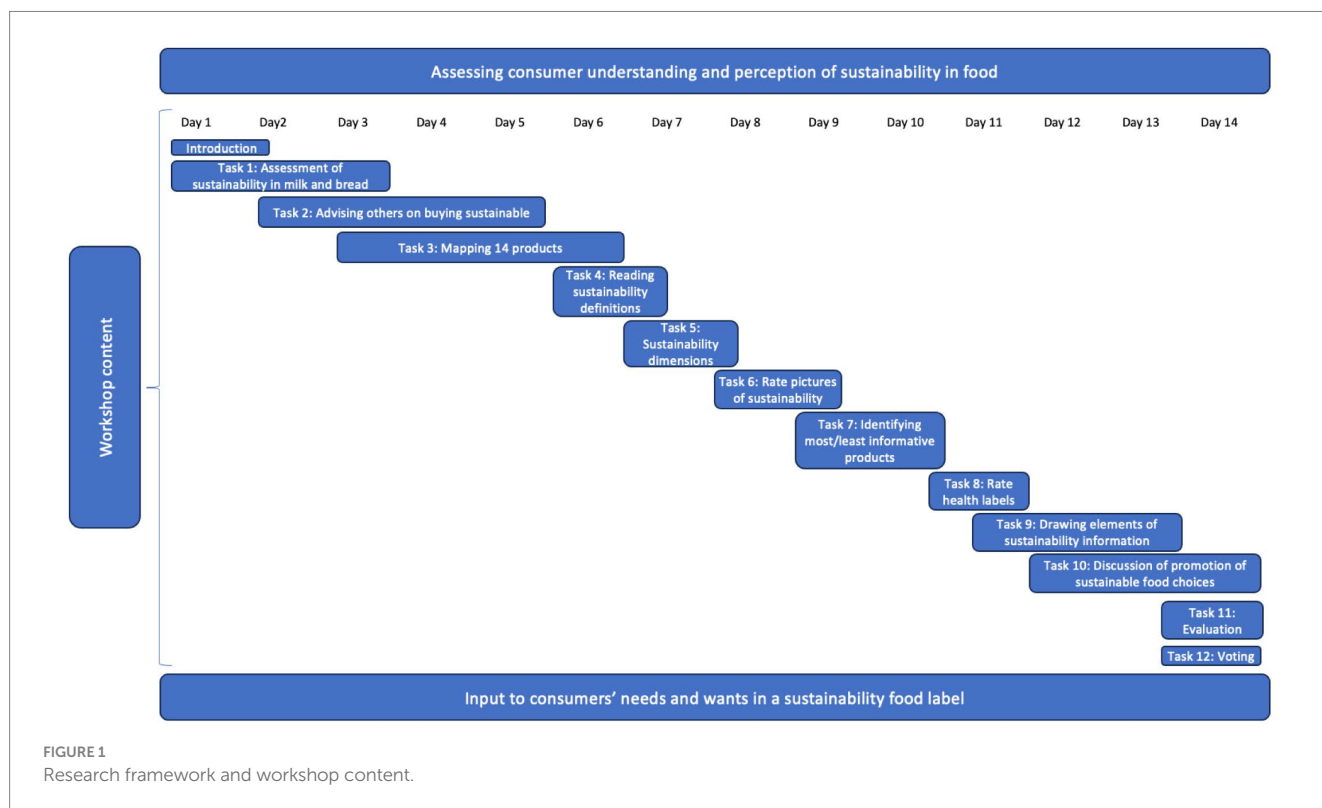 Assessing consumer understanding and perception of sustainability in food
Day 1 Day2 Day 3 Day 4 Day 5 Day 6 Day 7 Day 8 Day 9 Day 10 Day 11 Day 12 Day 13 Day 14
Workshop content
Introduction
Task 1: Assessment of
sustainability in milk and bread
Task 2: Advising others on buying sustainable
Task 3: Mapping 14 products
Task 4: Reading
sustainability
definitions
Task 5:
Sustainability
dimensions
Task 6: Rate pictures
of sustainability
Task 7: Identifying
most/least informative
products
Task 8: Rate
health labels
Task 9: Drawing elements of
sustainability information
Task 10: Discussion of promotion of
sustainable food choices
Task 11:
Evaluation
Task 12: Voting
Input to consumers’ needs and wants in a sustainability food label
FIGURE 1
Research framework and workshop content.